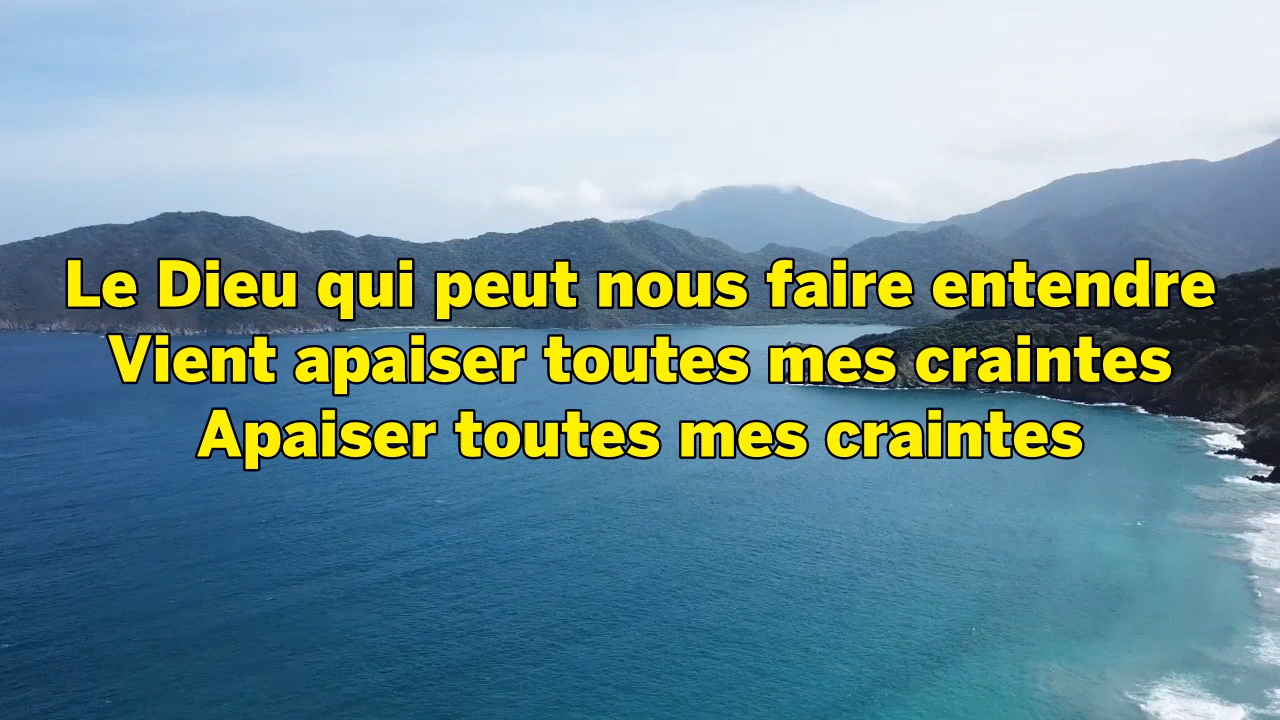 Le Dieu qui peut nous faire entendre
Vient apaiser toutes mes craintes
Apaiser toutes mes craintes